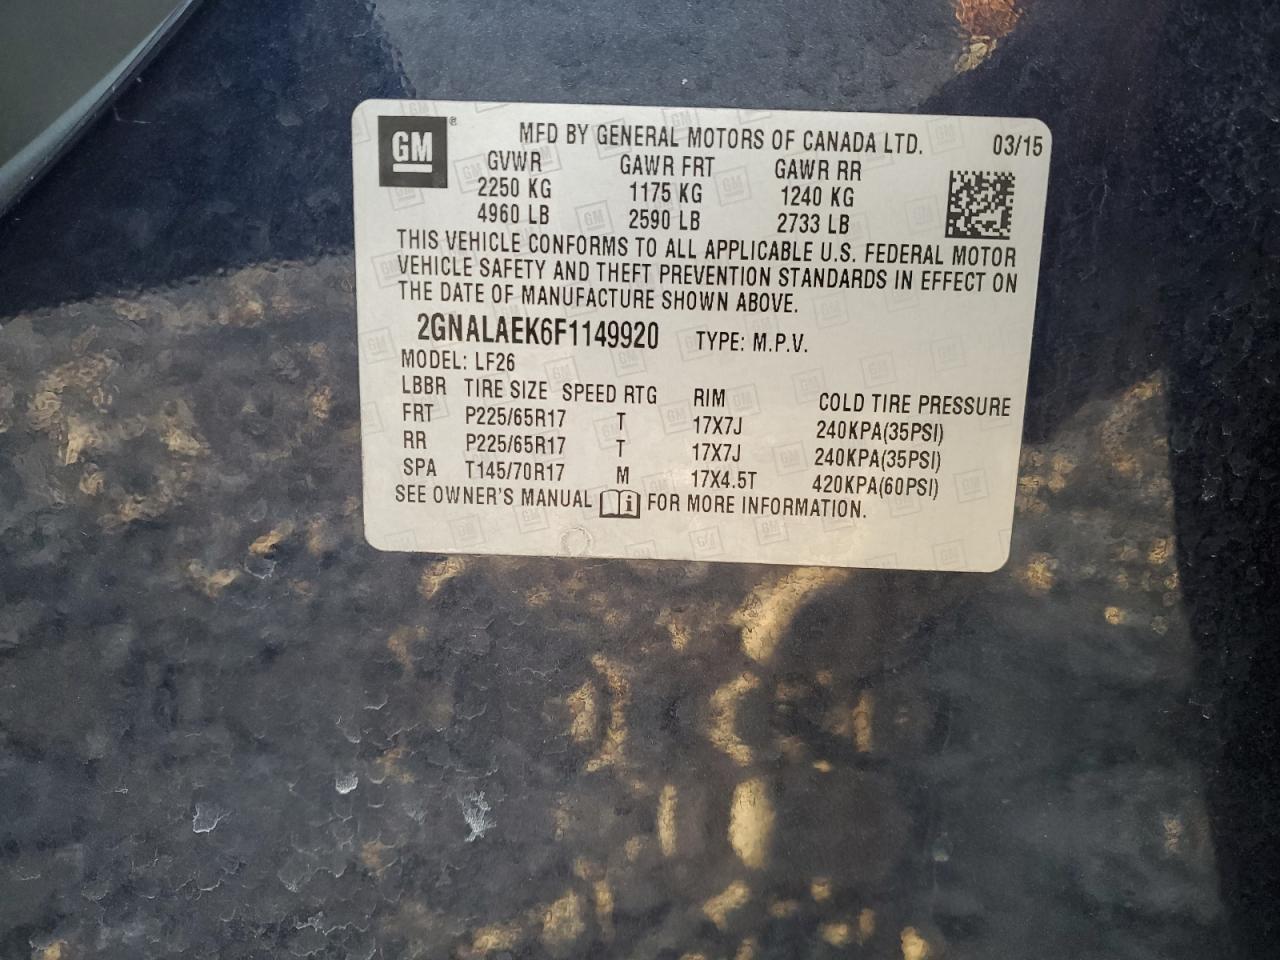 GM® MFD BY GENERAL MOTORS OF CANADA LTD. 03/15
GVWR GAWR FRT GAWR RR
2250 KG 1175 KG 1240 KG
4960 LB 2590 LB 2733 LB
THIS VEHICLE CONFORMS TO ALL APPLICABLE U.S. FEDERAL MOTOR
VEHICLE SAFETY AND THEFT PREVENTION STANDARDS IN EFFECT ON
THE DATE OF MANUFACTURE SHOWN ABOVE.
2GNALAEK6F1149920 TYPE: M.P.V.
MODEL: LF26
LBBR TIRE SIZE SPEED RTG RIM COLD TIRE PRESSURE
FRT P225/65R17 T 17X7J 240KPA(35PSI)
RR P225/65R17 T 17X7J 240KPA(35PSI)
SPA T145/70R17 M 17X4.5T 420KPA(60PSI)
SEE OWNER'S MANUAL i FOR MORE INFORMATION.